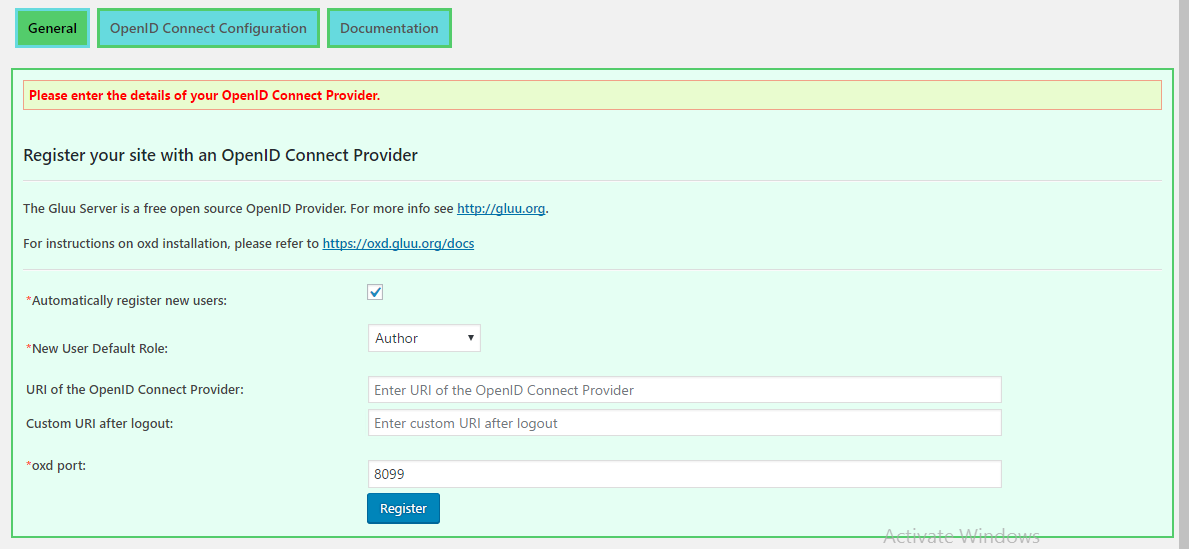 General OpenID Connect Configuration Documentation
Please enter the details of your OpenID Connect Provider.
Register your site with an OpenID Connect Provider
The Gluu Server is a free open source OpenID Provider. For more info see http://gluu.org.
For instructions on oxd installation, please refer to https://oxd.gluu.org/docs
*Automatically register new users:
*New User Default Role: Author
URI of the OpenID Connect Provider: Enter URI of the OpenID Connect Provider
Custom URI after logout: Enter custom URI after logout
*oxd port: 8099
Register
Activate Windows